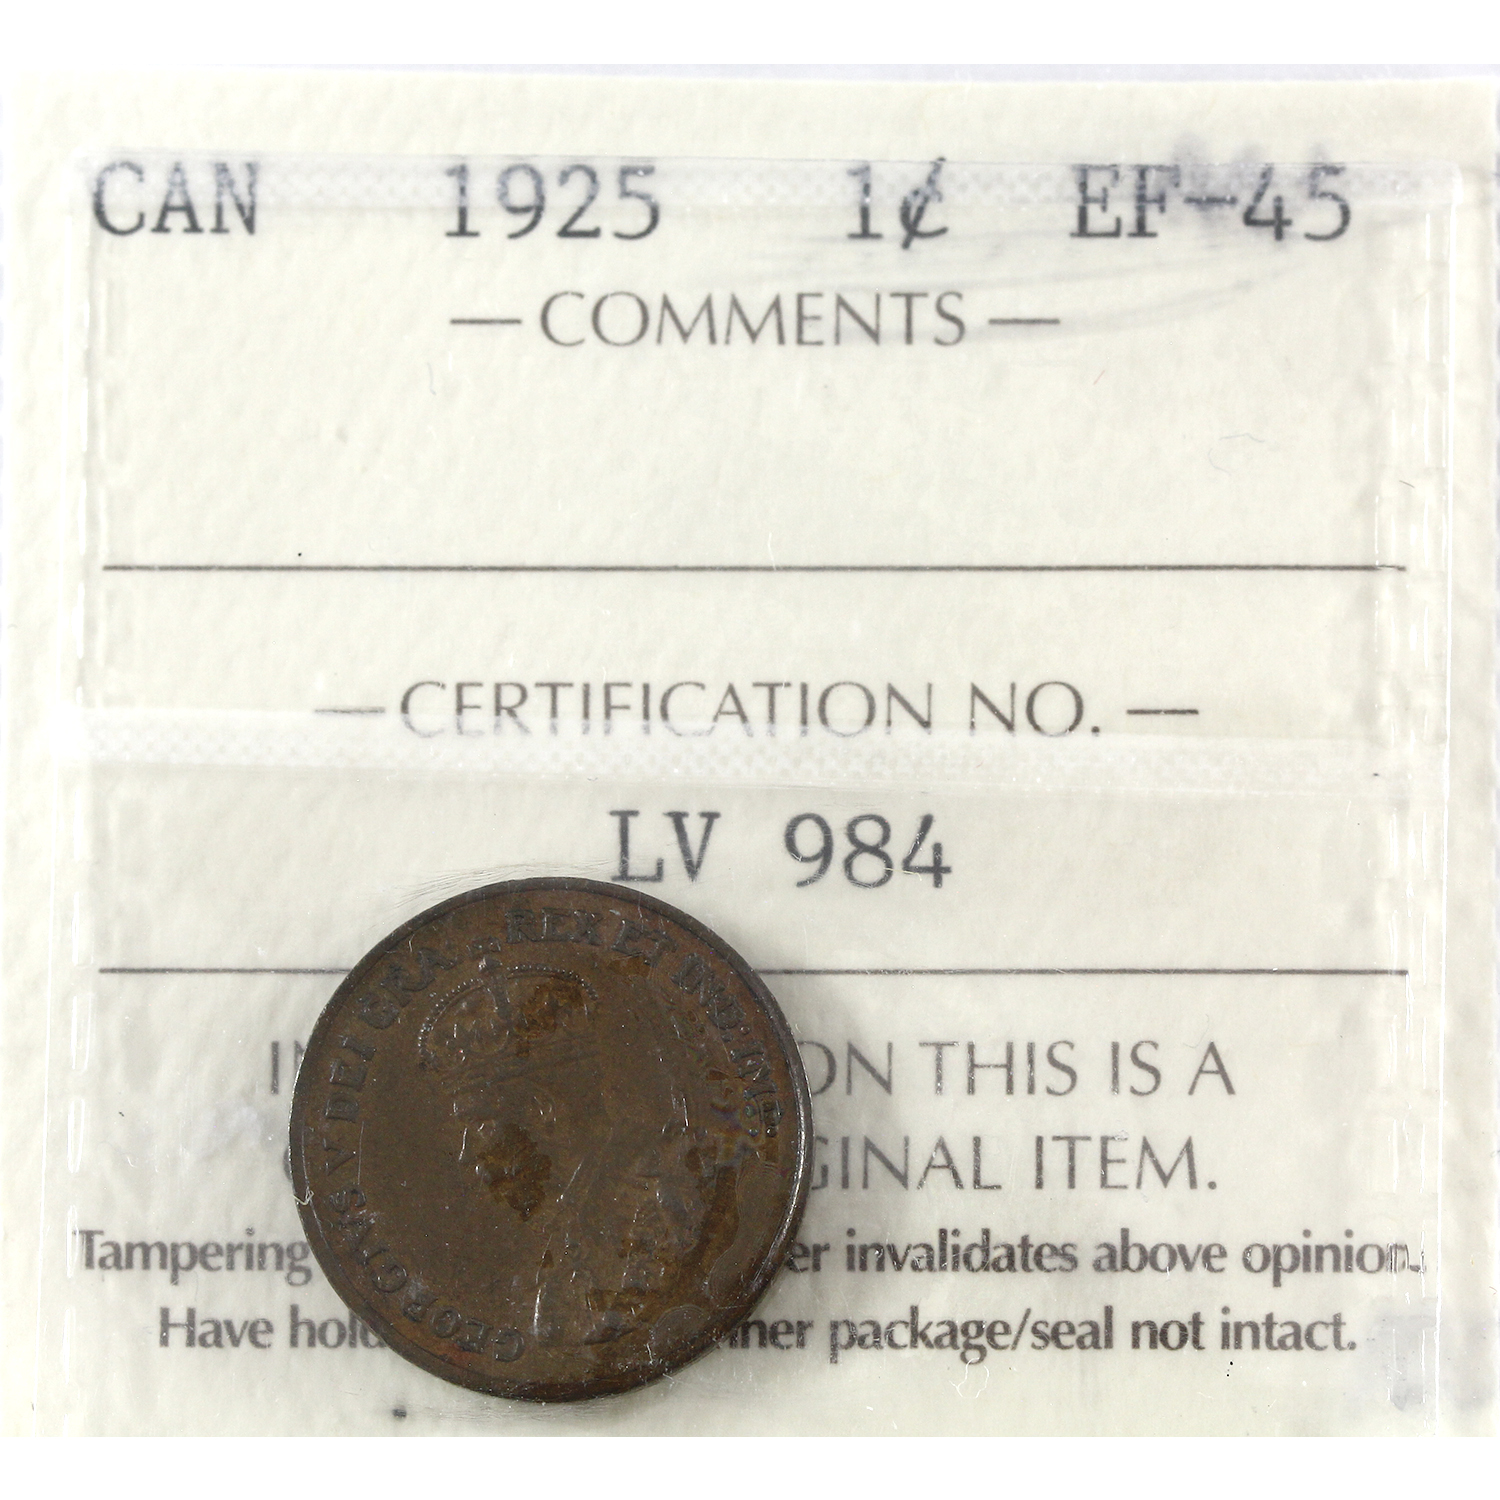 CAN 1925 1¢ EF-45
— COMMENTS —
— CERTIFICATION NO. —
LV 984
ON THIS IS A
GINAL ITEM.
Tampering er invalidates above opinion.
Have hold nner package/seal not intact.
GEORGIVS V DEI GRA: REX ET IND: IMP: